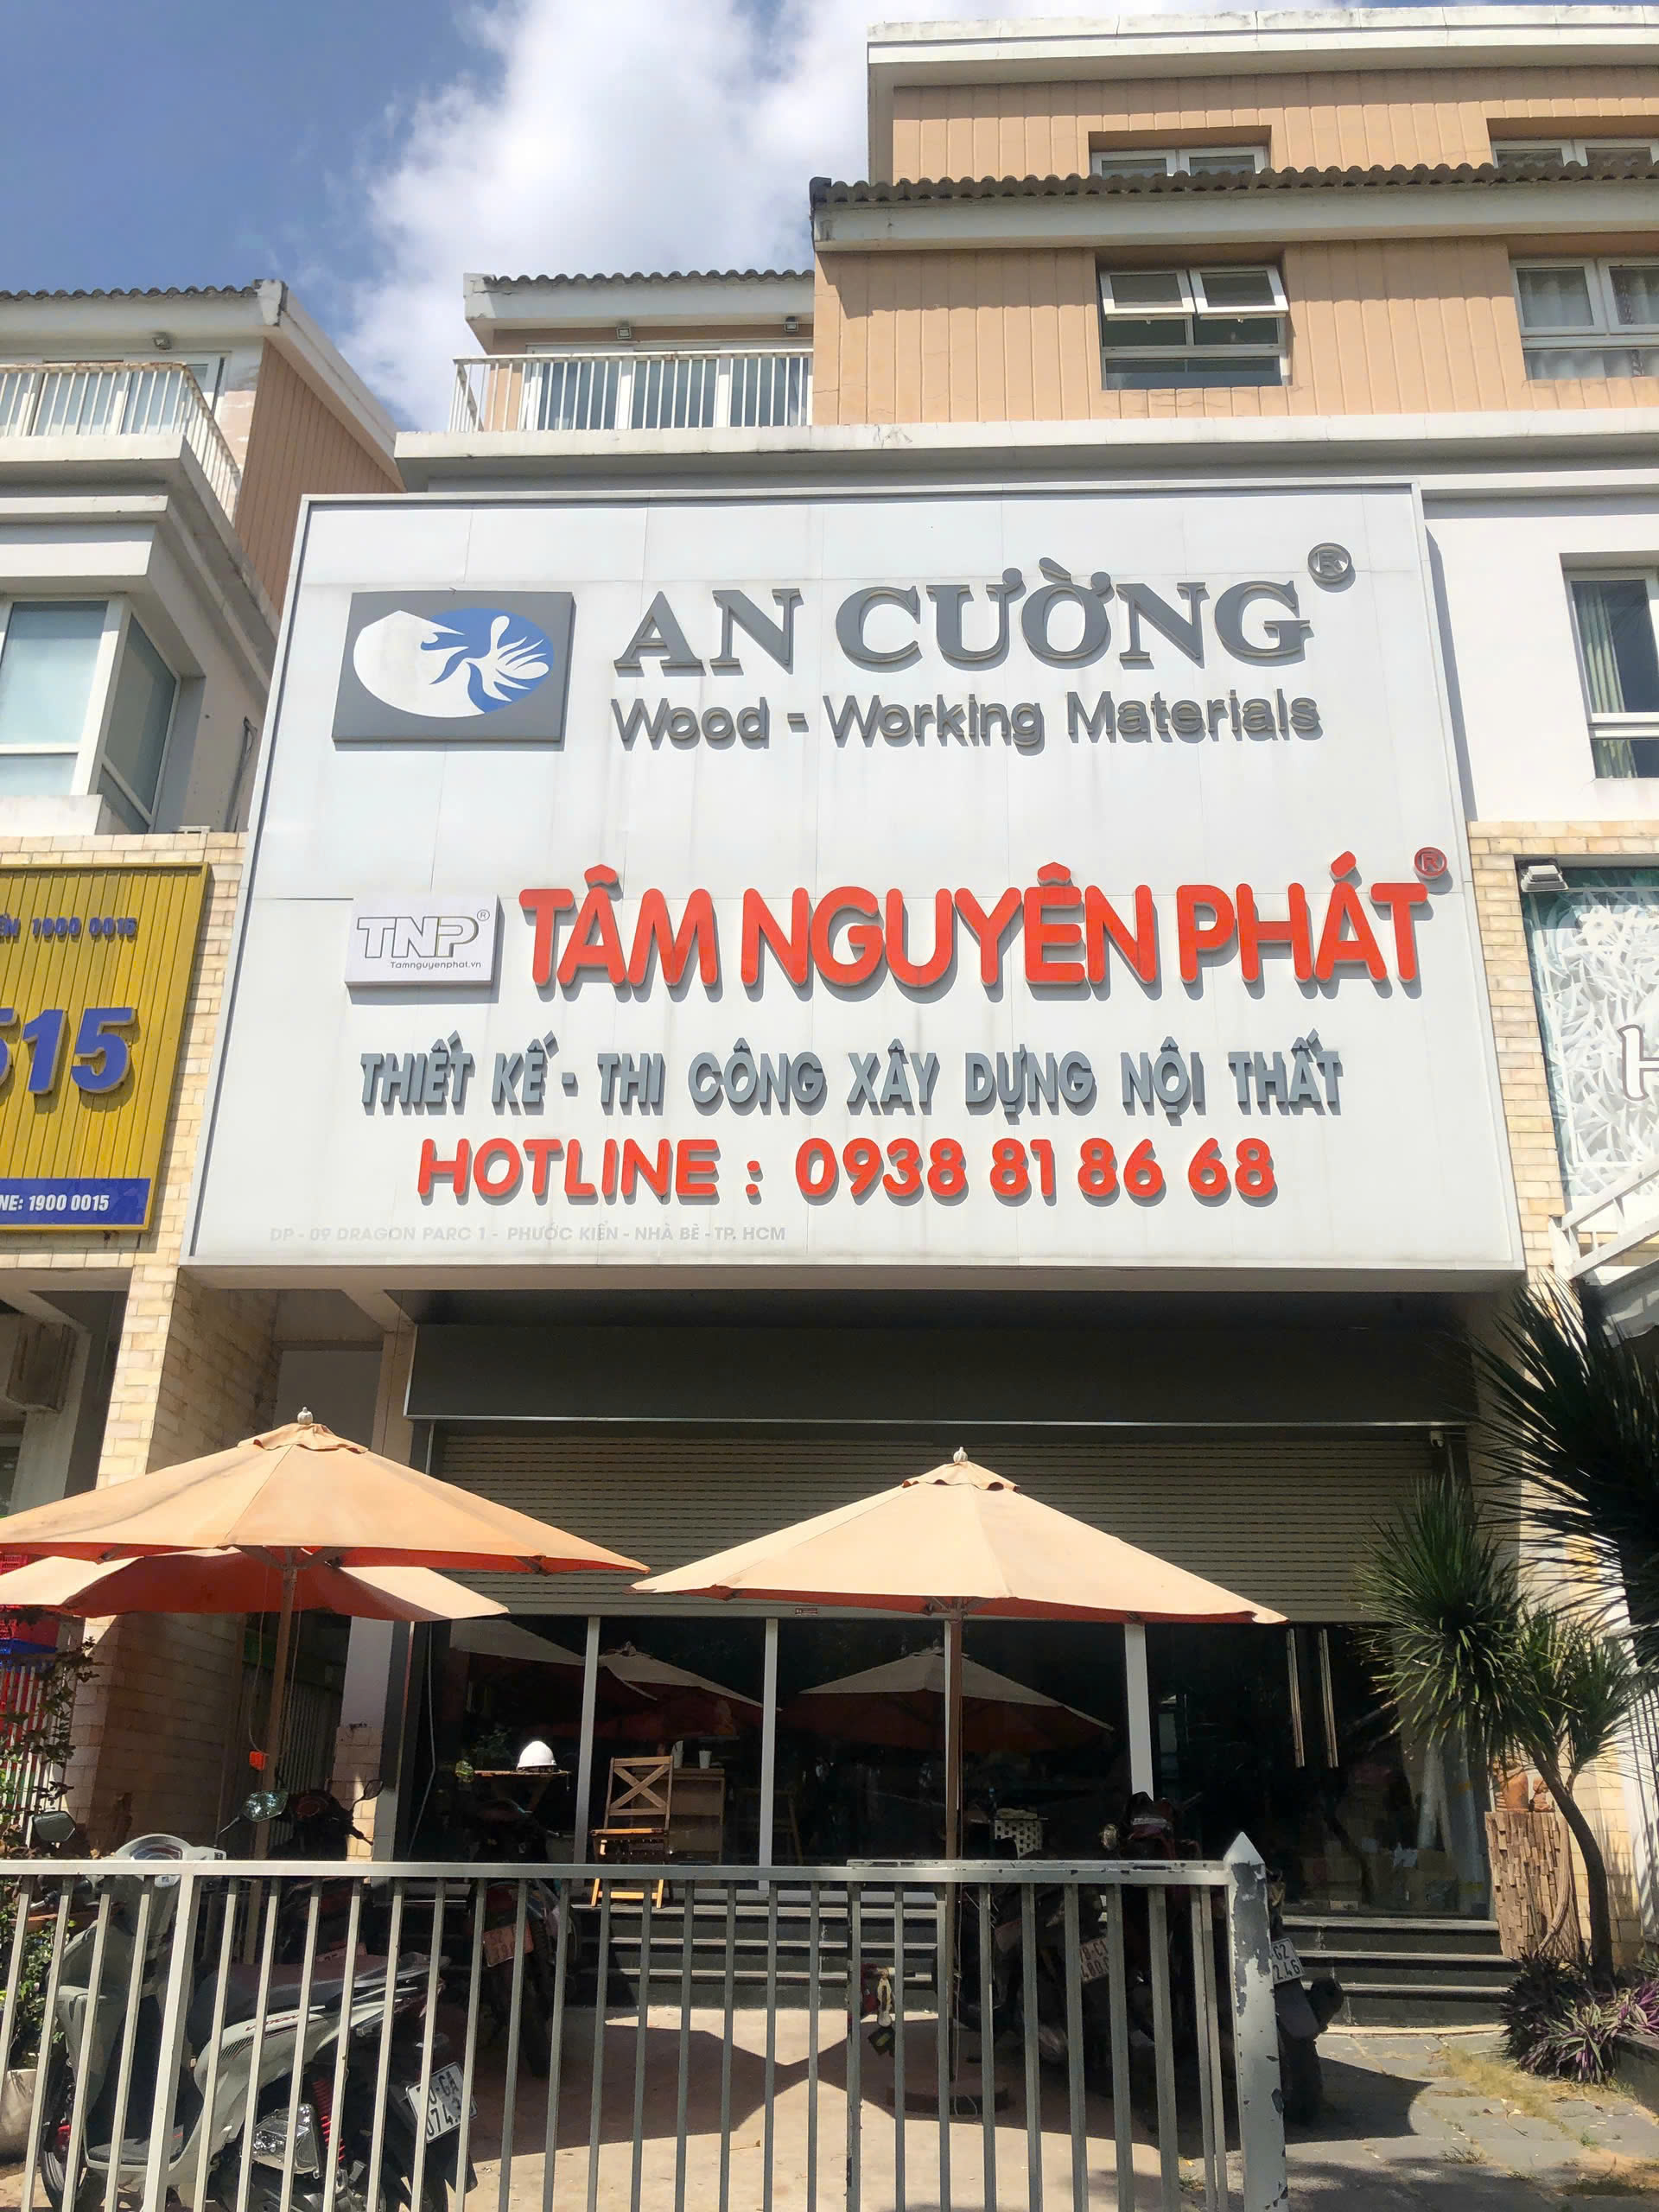 AN CƯỜNG®
Wood - Working Materials
TNP®
Tamnguyenphat.vn
TÂM NGUYÊN PHÁT®
THIẾT KẾ - THI CÔNG XÂY DỰNG NỘI THẤT
HOTLINE : 0938 81 86 68
DP - 09 DRAGON PARC 1 - PHƯỚC KIỂN - NHÀ BÈ - TP. HCM
1900 0015
515
NE: 1900 0015
H